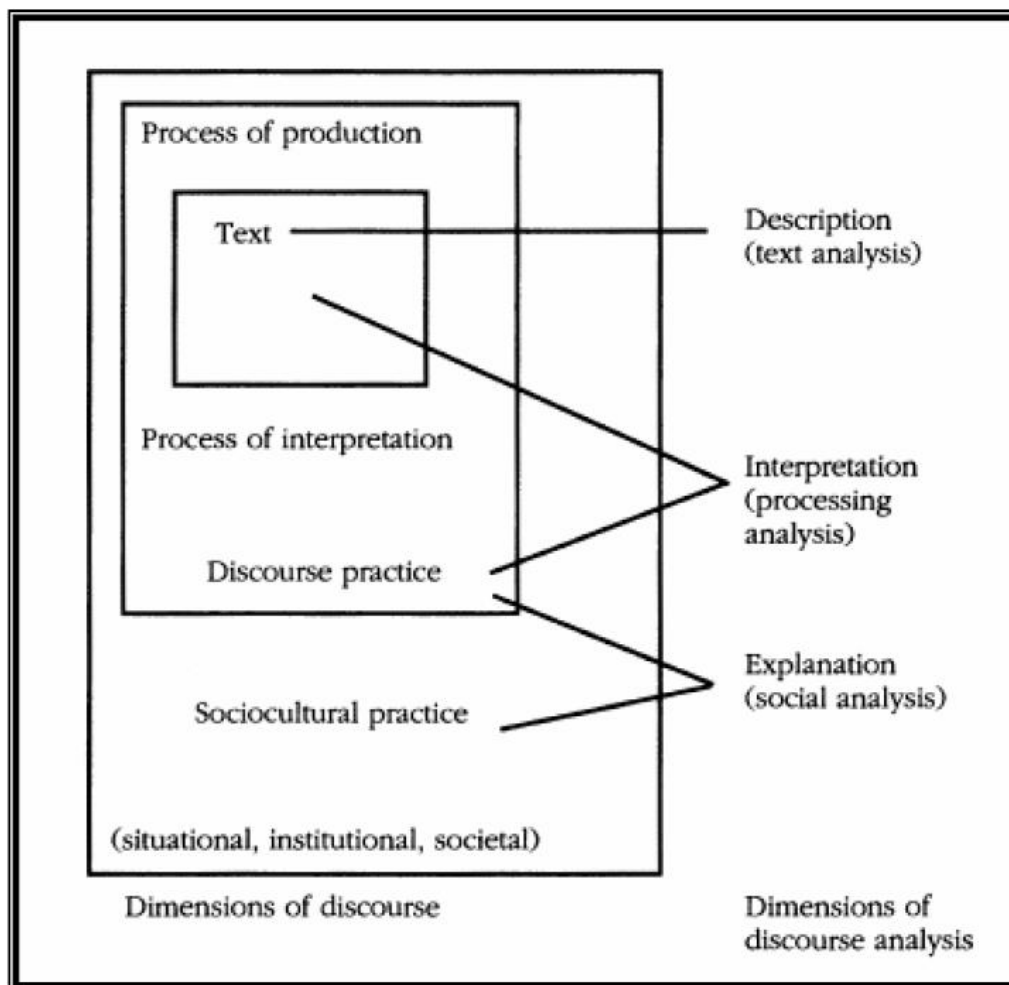 Process of production
Text
Description
(text analysis)
Process of interpretation
Interpretation
(processing
analysis)
Discourse practice
Explanation
(social analysis)
Sociocultural practice
(situational, institutional, societal)
Dimensions of discourse
Dimensions of
discourse analysis